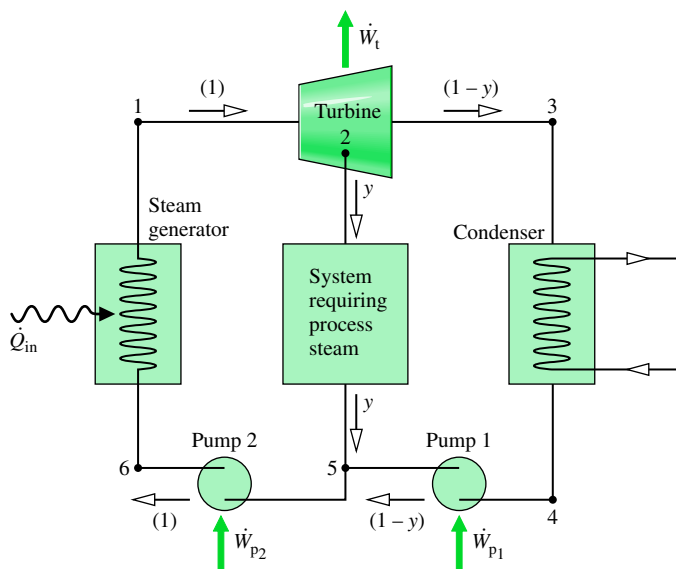 Ẇt
(1)
(1 – y)
1
3
Turbine
2
y
Steam
generator
Condenser
System
requiring
process
steam
Q̇in
y
Pump 2
Pump 1
6
5
(1)
(1 – y)
4
Ẇp2
Ẇp1